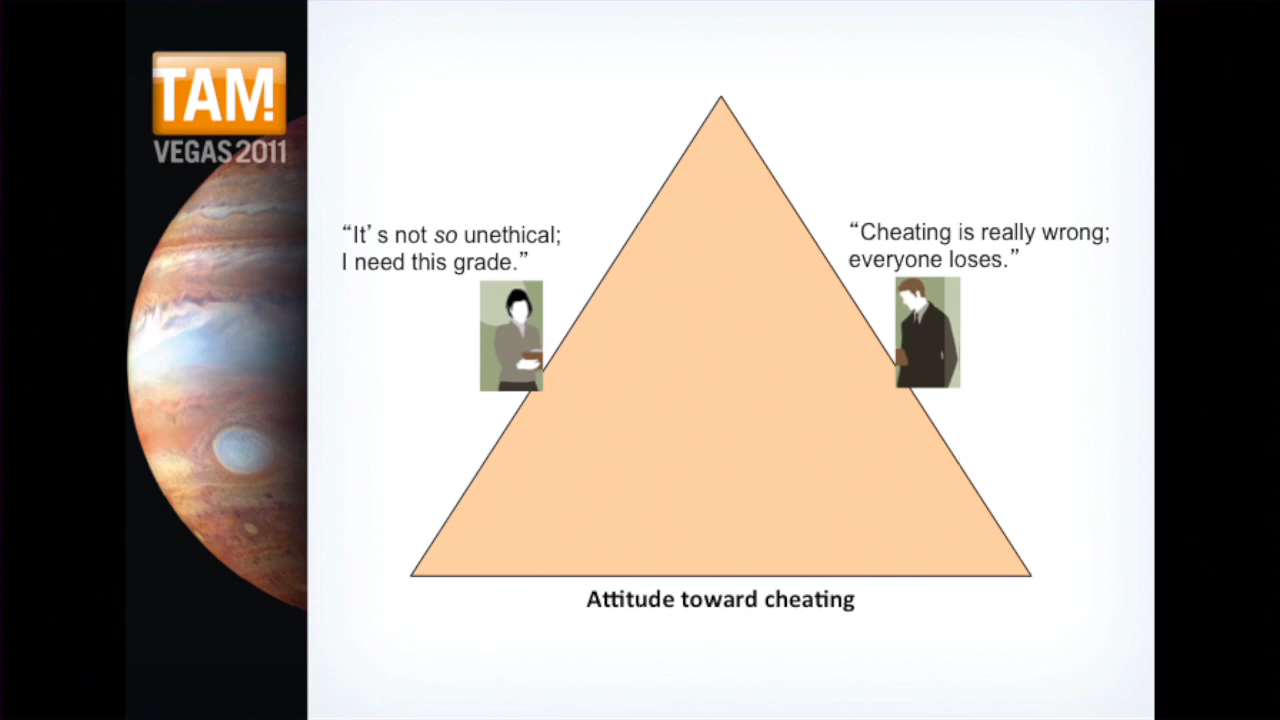 TAM!
VEGAS 2011
“It’s not so unethical;
I need this grade.”
“Cheating is really wrong;
everyone loses.”
Attitude toward cheating